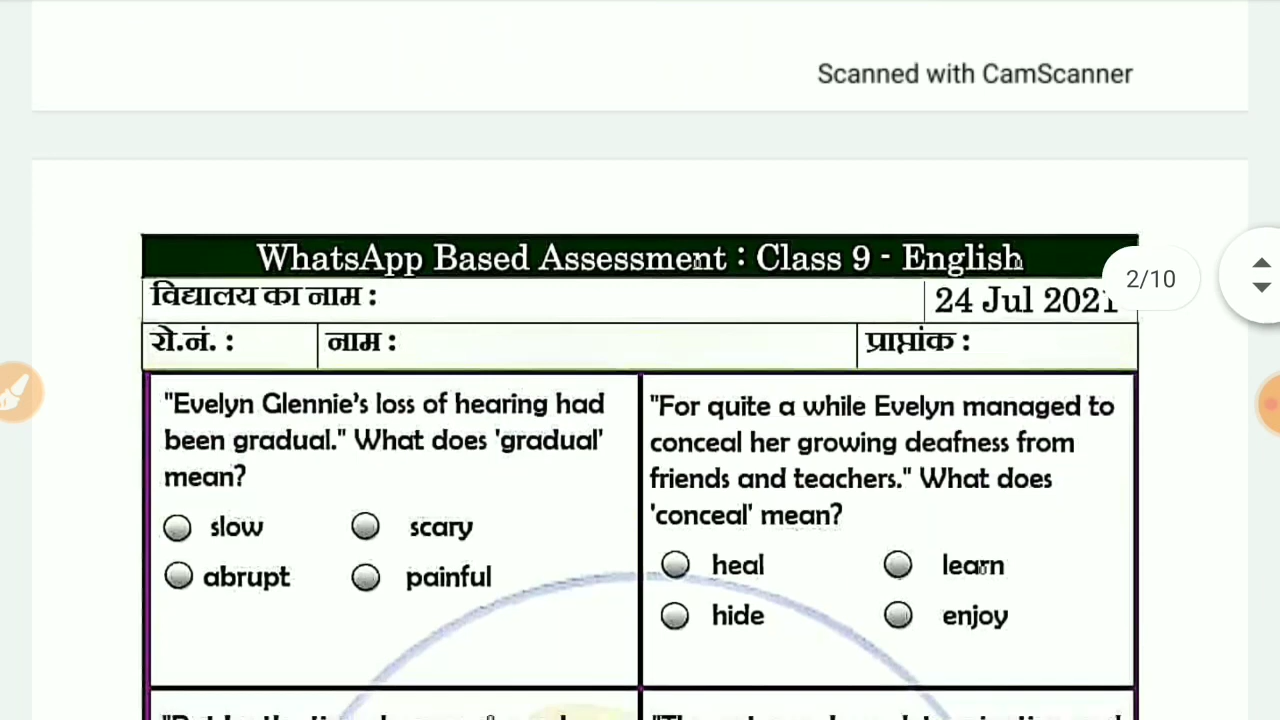 Scanned with CamScanner
WhatsApp Based Assessment : Class 9 - English
विद्यालय का नाम :
24 Jul 2021
2/10
रो.नं. :
नाम :
प्राप्तांक :
"Evelyn Glennie's loss of hearing had
been gradual." What does 'gradual'
mean?
slow scary
abrupt painful
"For quite a while Evelyn managed to
conceal her growing deafness from
friends and teachers." What does
'conceal' mean?
heal learn
hide enjoy